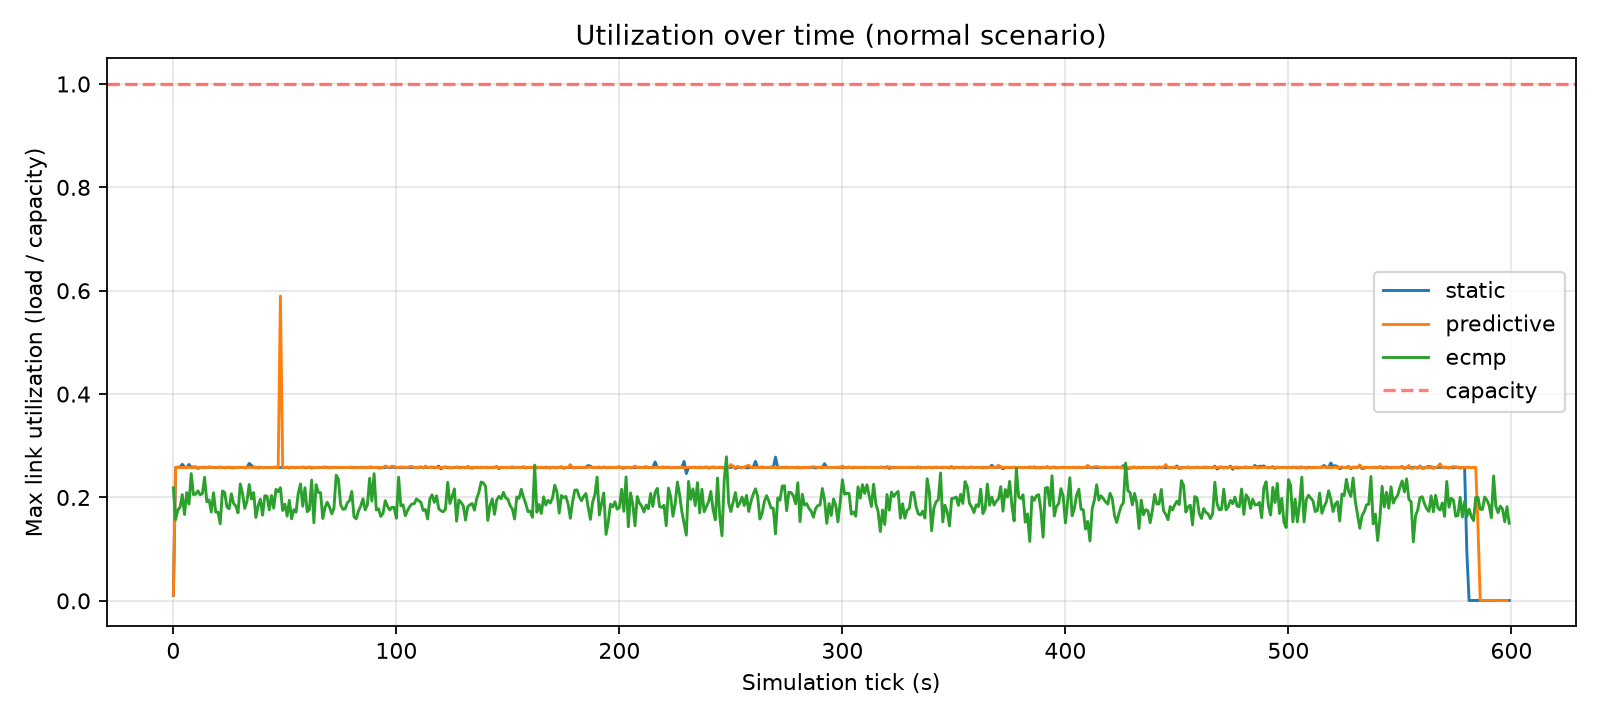 Utilization over time (normal scenario)
Max link utilization (load / capacity)
1.0
0.8
0.6
0.4
0.2
0.0
static
predictive
ecmp
capacity
0 100 200 300 400 500 600
Simulation tick (s)